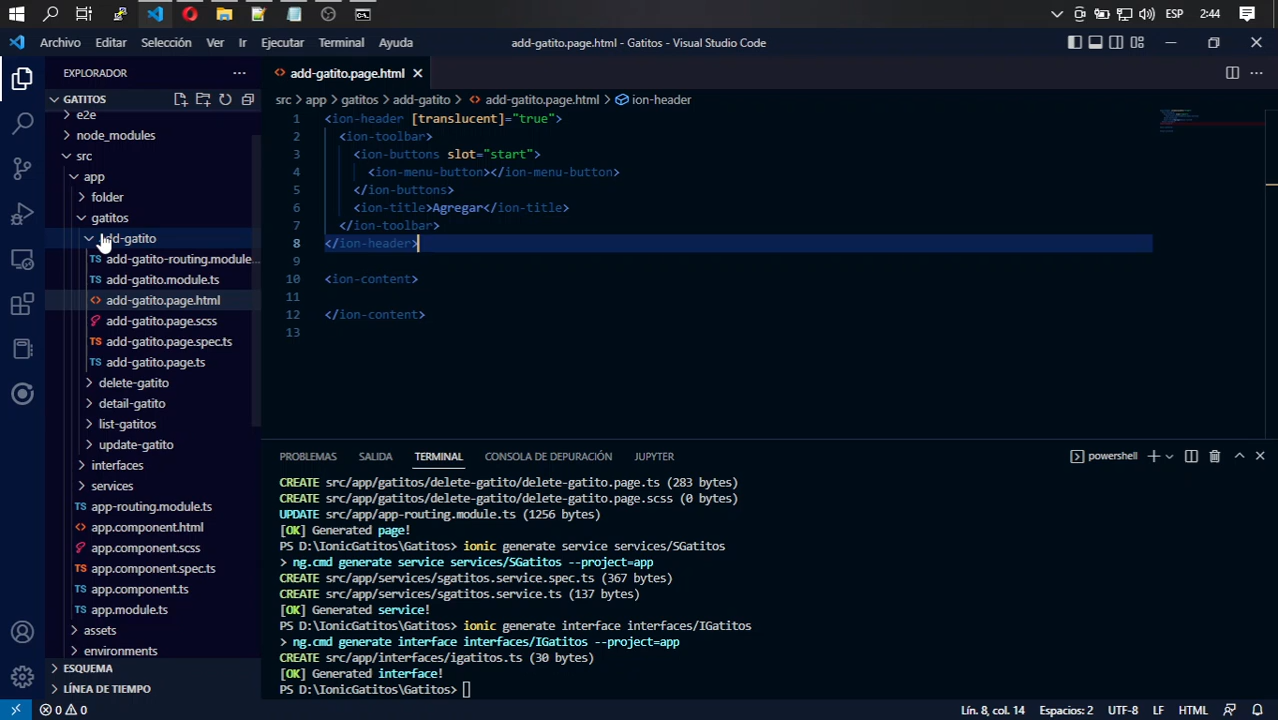 ESP 2:44
Archivo Editar Selección Ver Ir Ejecutar Terminal Ayuda
add-gatito.page.html - Gatitos - Visual Studio Code
EXPLORADOR
GATITOS
e2e
node_modules
src
app
folder
gatitos
add-gatito
add-gatito-routing.module...
add-gatito.module.ts
add-gatito.page.html
add-gatito.page.scss
add-gatito.page.spec.ts
add-gatito.page.ts
delete-gatito
detail-gatito
list-gatitos
update-gatito
interfaces
services
app-routing.module.ts
app.component.html
app.component.scss
app.component.spec.ts
app.component.ts
app.module.ts
assets
environments
ESQUEMA
LÍNEA DE TIEMPO
add-gatito.page.html
src > app > gatitos > add-gatito > add-gatito.page.html > ion-header
1 <ion-header [translucent]="true">
2 <ion-toolbar>
3 <ion-buttons slot="start">
4 <ion-menu-button></ion-menu-button>
5 </ion-buttons>
6 <ion-title>Agregar</ion-title>
7 </ion-toolbar>
8 </ion-header>
9
10 <ion-content>
11
12 </ion-content>
13
PROBLEMAS SALIDA TERMINAL CONSOLA DE DEPURACIÓN JUPYTER
powershell
CREATE src/app/gatitos/delete-gatito/delete-gatito.page.ts (283 bytes)
CREATE src/app/gatitos/delete-gatito/delete-gatito.page.scss (0 bytes)
UPDATE src/app/app-routing.module.ts (1256 bytes)
[OK] Generated page!
PS D:\IonicGatitos\Gatitos> ionic generate service services/SGatitos
> ng.cmd generate service services/SGatitos --project=app
CREATE src/app/services/sgatitos.service.spec.ts (367 bytes)
CREATE src/app/services/sgatitos.service.ts (137 bytes)
[OK] Generated service!
PS D:\IonicGatitos\Gatitos> ionic generate interface interfaces/IGatitos
> ng.cmd generate interface interfaces/IGatitos --project=app
CREATE src/app/interfaces/igatitos.ts (30 bytes)
[OK] Generated interface!
PS D:\IonicGatitos\Gatitos>
0 0
Lín. 8, col. 14 Espacios: 2 UTF-8 LF HTML